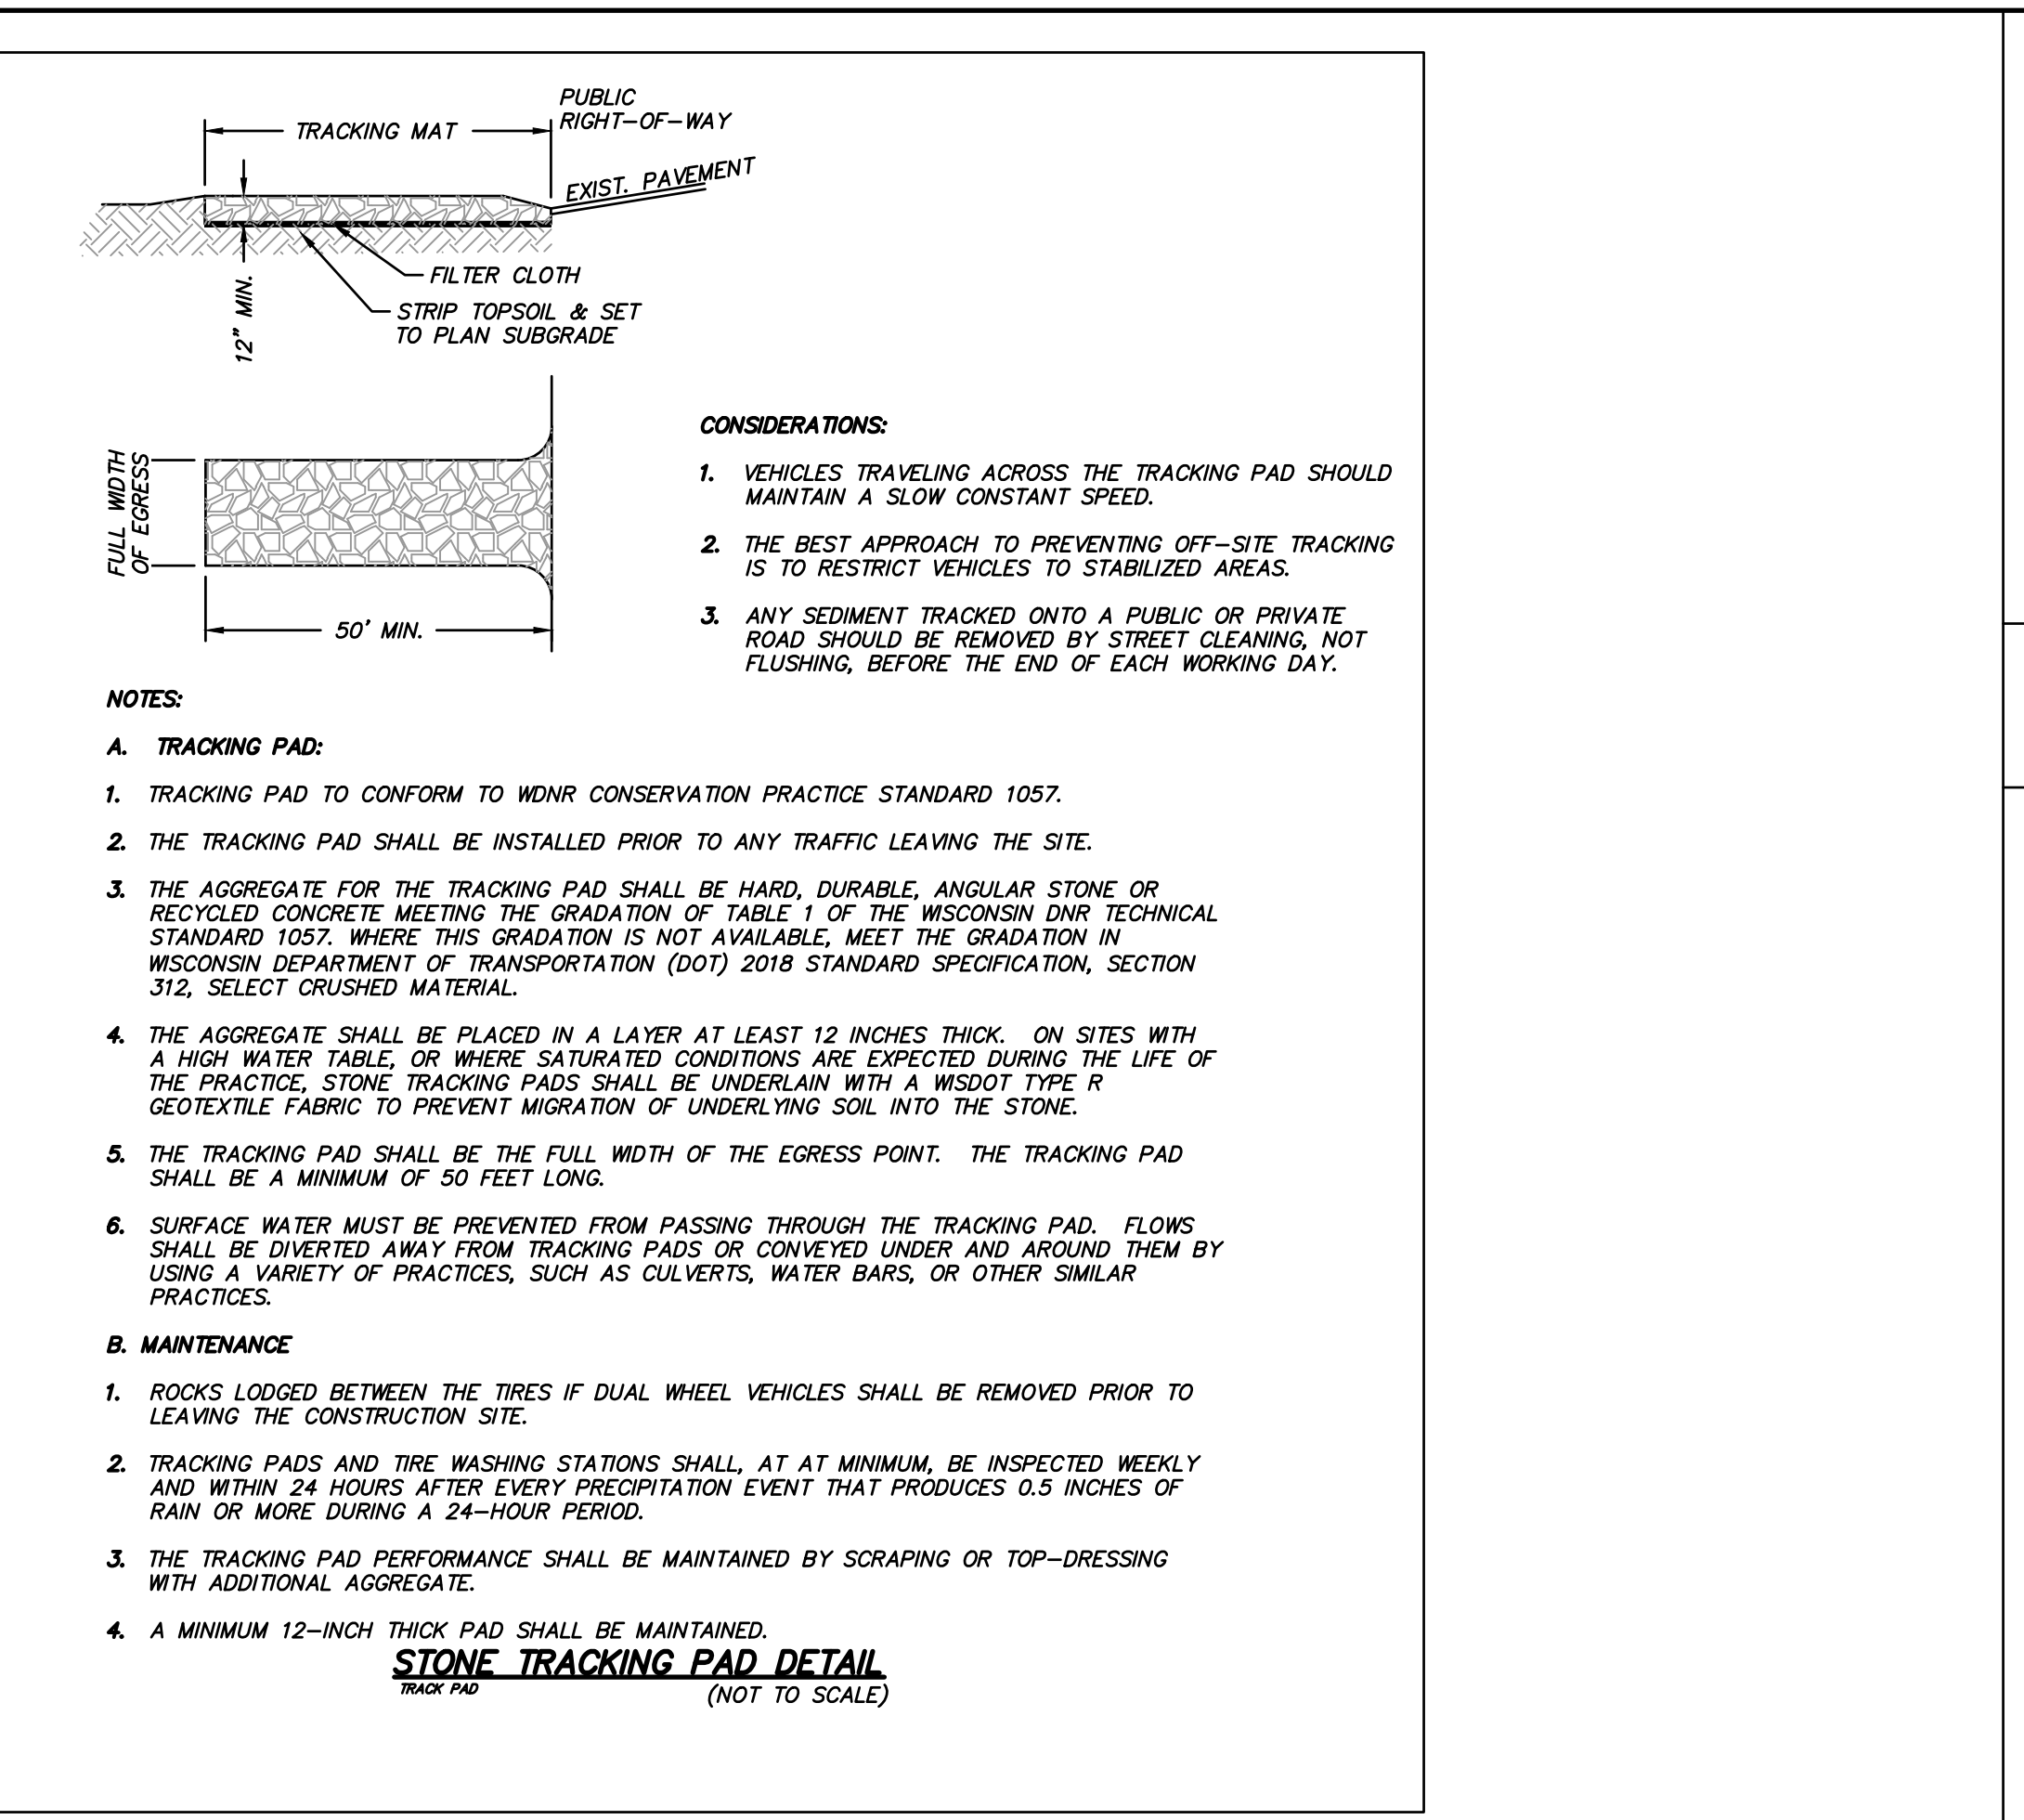 PUBLIC
RIGHT-OF-WAY
TRACKING MAT
EXIST. PAVEMENT
FILTER CLOTH
STRIP TOPSOIL & SET
TO PLAN SUBGRADE
12" MIN.
FULL WIDTH
OF EGRESS
50' MIN.
CONSIDERATIONS:
1. VEHICLES TRAVELING ACROSS THE TRACKING PAD SHOULD
MAINTAIN A SLOW CONSTANT SPEED.
2. THE BEST APPROACH TO PREVENTING OFF-SITE TRACKING
IS TO RESTRICT VEHICLES TO STABILIZED AREAS.
3. ANY SEDIMENT TRACKED ONTO A PUBLIC OR PRIVATE
ROAD SHOULD BE REMOVED BY STREET CLEANING, NOT
FLUSHING, BEFORE THE END OF EACH WORKING DAY.
NOTES:
A. TRACKING PAD:
1. TRACKING PAD TO CONFORM TO WDNR CONSERVATION PRACTICE STANDARD 1057.
2. THE TRACKING PAD SHALL BE INSTALLED PRIOR TO ANY TRAFFIC LEAVING THE SITE.
3. THE AGGREGATE FOR THE TRACKING PAD SHALL BE HARD, DURABLE, ANGULAR STONE OR
RECYCLED CONCRETE MEETING THE GRADATION OF TABLE 1 OF THE WISCONSIN DNR TECHNICAL
STANDARD 1057. WHERE THIS GRADATION IS NOT AVAILABLE, MEET THE GRADATION IN
WISCONSIN DEPARTMENT OF TRANSPORTATION (DOT) 2018 STANDARD SPECIFICATION, SECTION
312, SELECT CRUSHED MATERIAL.
4. THE AGGREGATE SHALL BE PLACED IN A LAYER AT LEAST 12 INCHES THICK. ON SITES WITH
A HIGH WATER TABLE, OR WHERE SATURATED CONDITIONS ARE EXPECTED DURING THE LIFE OF
THE PRACTICE, STONE TRACKING PADS SHALL BE UNDERLAIN WITH A WISDOT TYPE R
GEOTEXTILE FABRIC TO PREVENT MIGRATION OF UNDERLYING SOIL INTO THE STONE.
5. THE TRACKING PAD SHALL BE THE FULL WIDTH OF THE EGRESS POINT. THE TRACKING PAD
SHALL BE A MINIMUM OF 50 FEET LONG.
6. SURFACE WATER MUST BE PREVENTED FROM PASSING THROUGH THE TRACKING PAD. FLOWS
SHALL BE DIVERTED AWAY FROM TRACKING PADS OR CONVEYED UNDER AND AROUND THEM BY
USING A VARIETY OF PRACTICES, SUCH AS CULVERTS, WATER BARS, OR OTHER SIMILAR
PRACTICES.
B. MAINTENANCE
1. ROCKS LODGED BETWEEN THE TIRES IF DUAL WHEEL VEHICLES SHALL BE REMOVED PRIOR TO
LEAVING THE CONSTRUCTION SITE.
2. TRACKING PADS AND TIRE WASHING STATIONS SHALL, AT AT MINIMUM, BE INSPECTED WEEKLY
AND WITHIN 24 HOURS AFTER EVERY PRECIPITATION EVENT THAT PRODUCES 0.5 INCHES OF
RAIN OR MORE DURING A 24-HOUR PERIOD.
3. THE TRACKING PAD PERFORMANCE SHALL BE MAINTAINED BY SCRAPING OR TOP-DRESSING
WITH ADDITIONAL AGGREGATE.
4. A MINIMUM 12-INCH THICK PAD SHALL BE MAINTAINED.
STONE TRACKING PAD DETAIL
TRACK PAD (NOT TO SCALE)